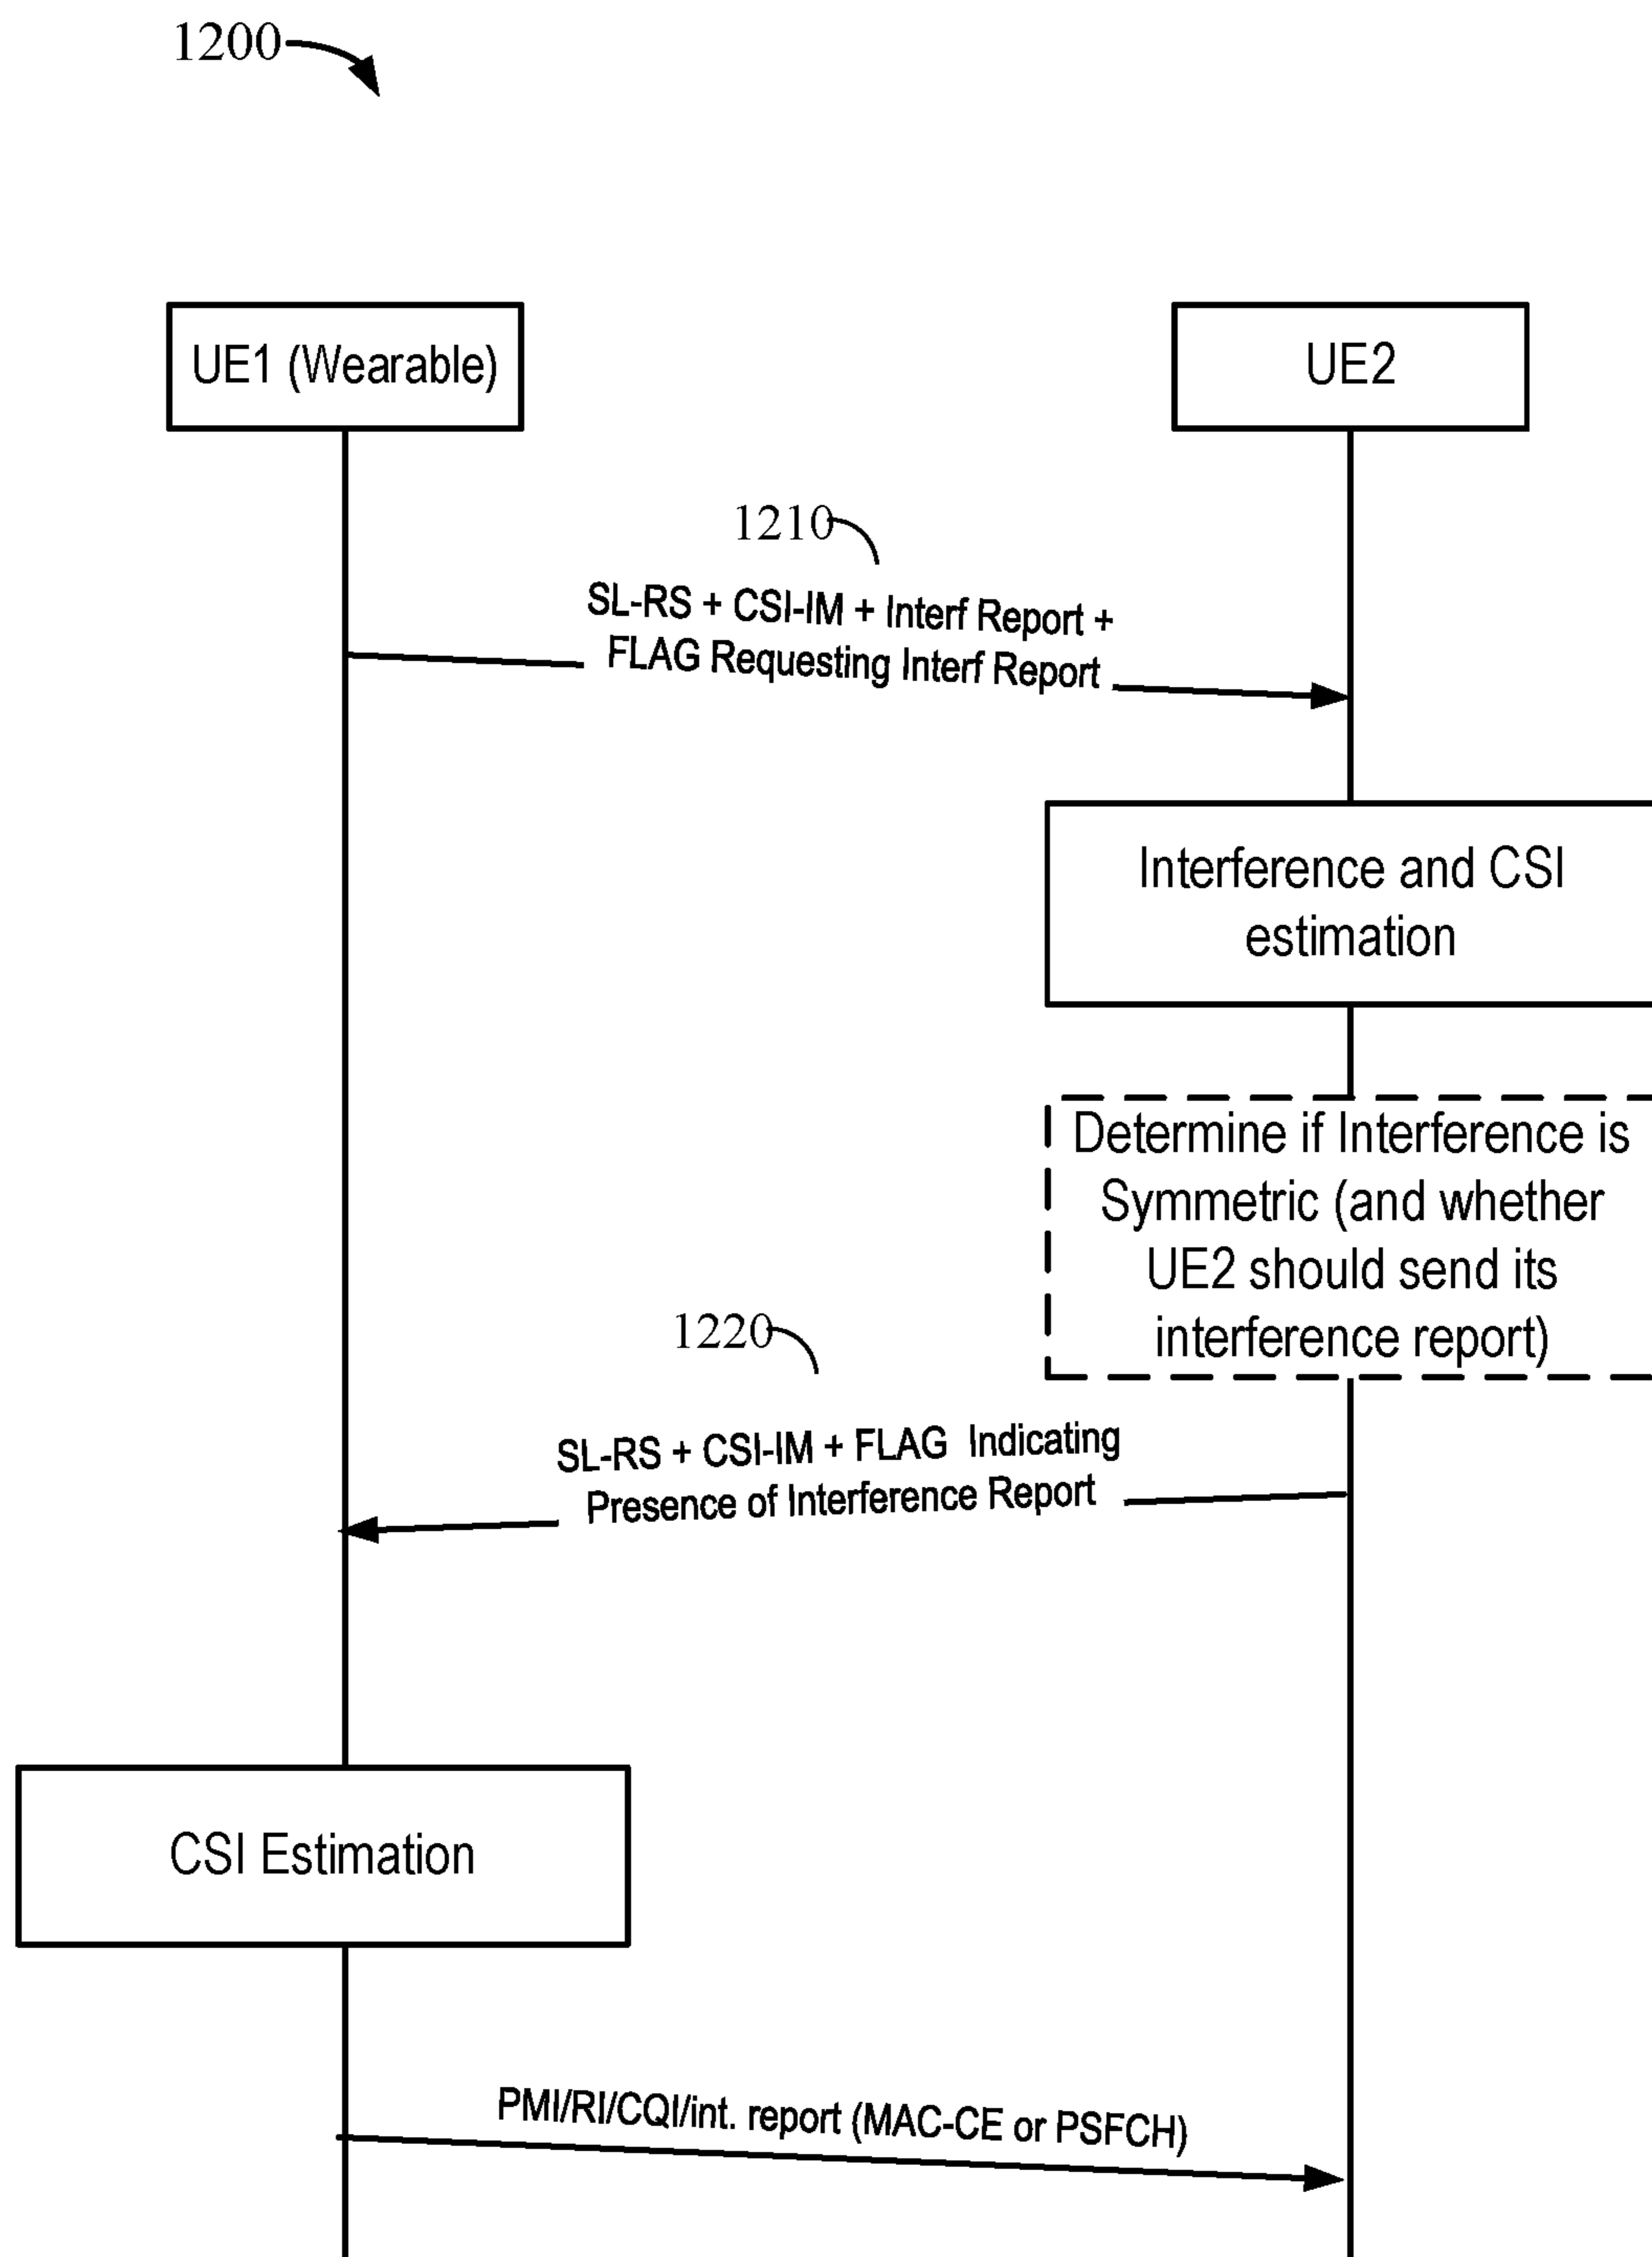 1200
UE1 (Wearable)
UE2
1210
SL-RS + CSI-IM + Interf Report +
FLAG Requesting Interf Report
Interference and CSI
estimation
Determine if Interference is
Symmetric (and whether
UE2 should send its
interference report)
1220
SL-RS + CSI-IM + FLAG Indicating
Presence of Interference Report
CSI Estimation
PMI/RI/CQI/int. report (MAC-CE or PSFCH)